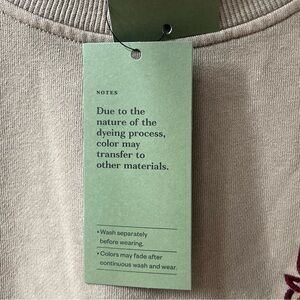 NOTES
Due to the
nature of the
dyeing process,
color may
transfer to
other materials.
• Wash separately
before wearing.
• Colors may fade after
continuous wash and wear.